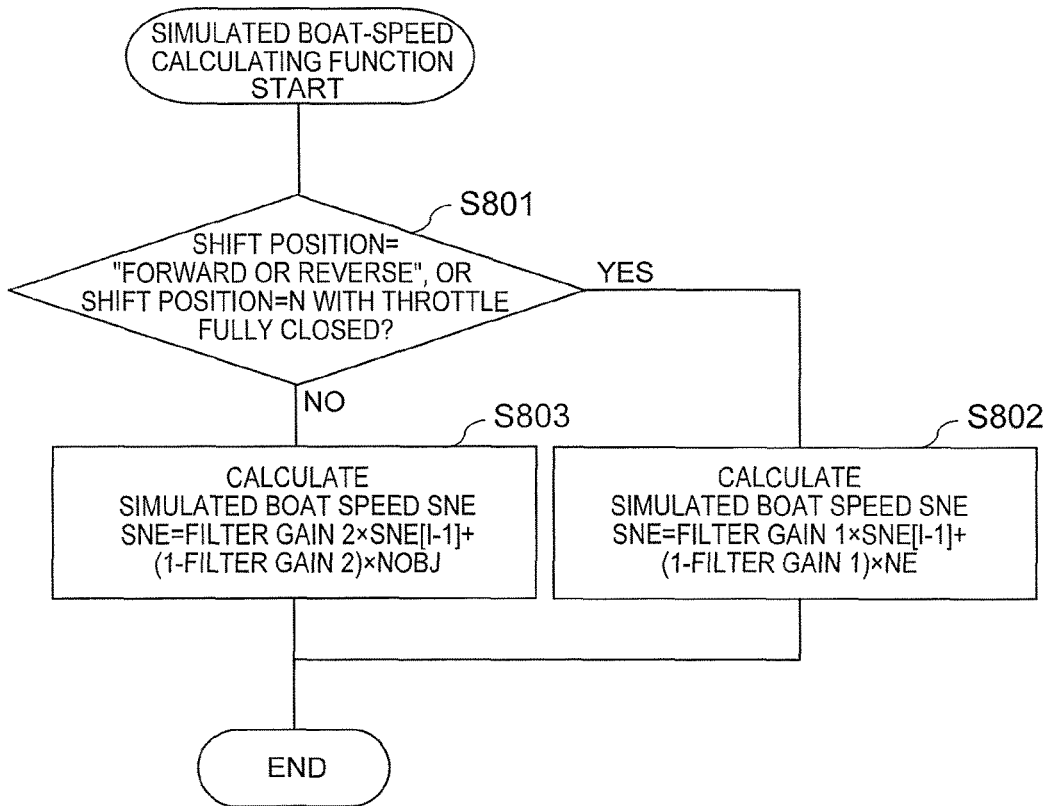 SIMULATED BOAT-SPEED
CALCULATING FUNCTION
START
S801
SHIFT POSITION=
"FORWARD OR REVERSE", OR
SHIFT POSITION=N WITH THROTTLE
FULLY CLOSED?
YES
NO
S803
CALCULATE
SIMULATED BOAT SPEED SNE
SNE=FILTER GAIN 2×SNE[I-1]+
(1-FILTER GAIN 2)×NOBJ
S802
CALCULATE
SIMULATED BOAT SPEED SNE
SNE=FILTER GAIN 1×SNE[I-1]+
(1-FILTER GAIN 1)×NE
END